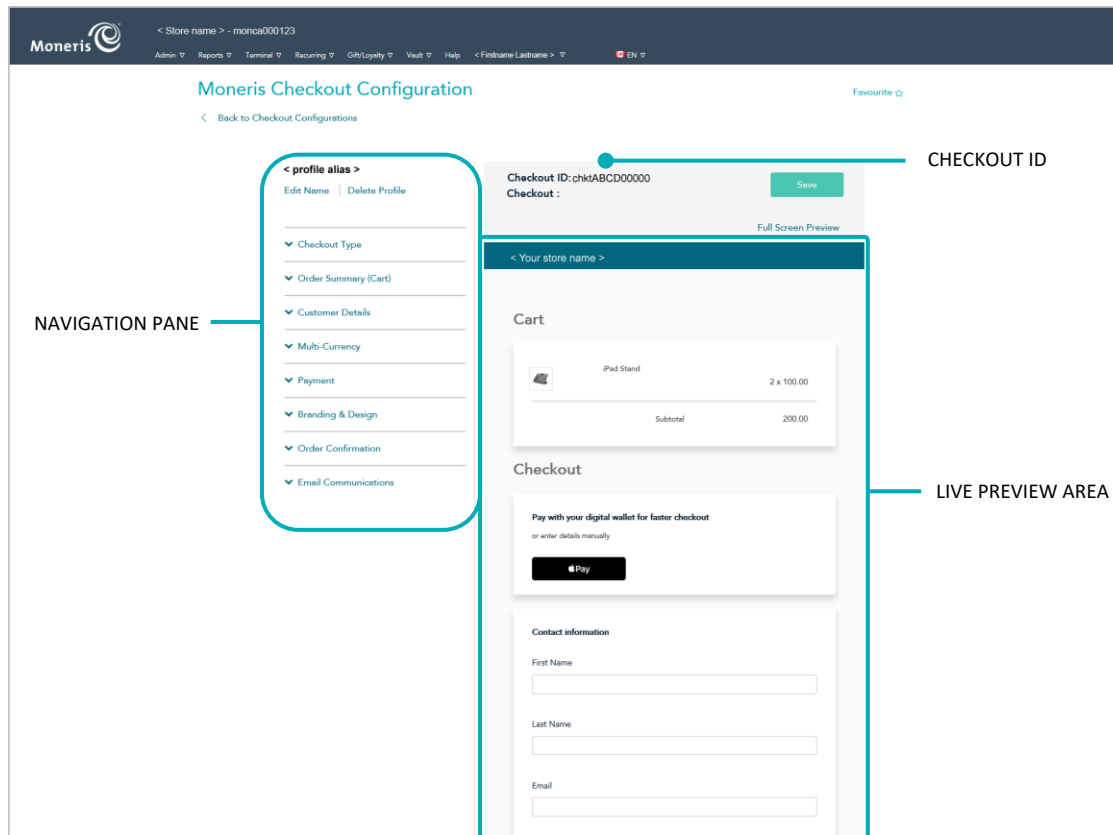 Moneris
< Store name > - monca000123
Admin Reports Terminal Recurring Gift/Loyalty Vault Help < Firstname Lastname > EN
Moneris Checkout Configuration
Favourite
Back to Checkout Configurations
CHECKOUT ID
< profile alias >
Edit Name Delete Profile
Checkout ID: chktABCD00000
Checkout :
Save
Full Screen Preview
NAVIGATION PANE
Checkout Type
Order Summary (Cart)
Customer Details
Multi-Currency
Payment
Branding & Design
Order Confirmation
Email Communications
< Your store name >
Cart
iPad Stand
2 x 100.00
Subtotal 200.00
Checkout
LIVE PREVIEW AREA
Pay with your digital wallet for faster checkout
or enter details manually
Pay
Contact information
First Name
Last Name
Email